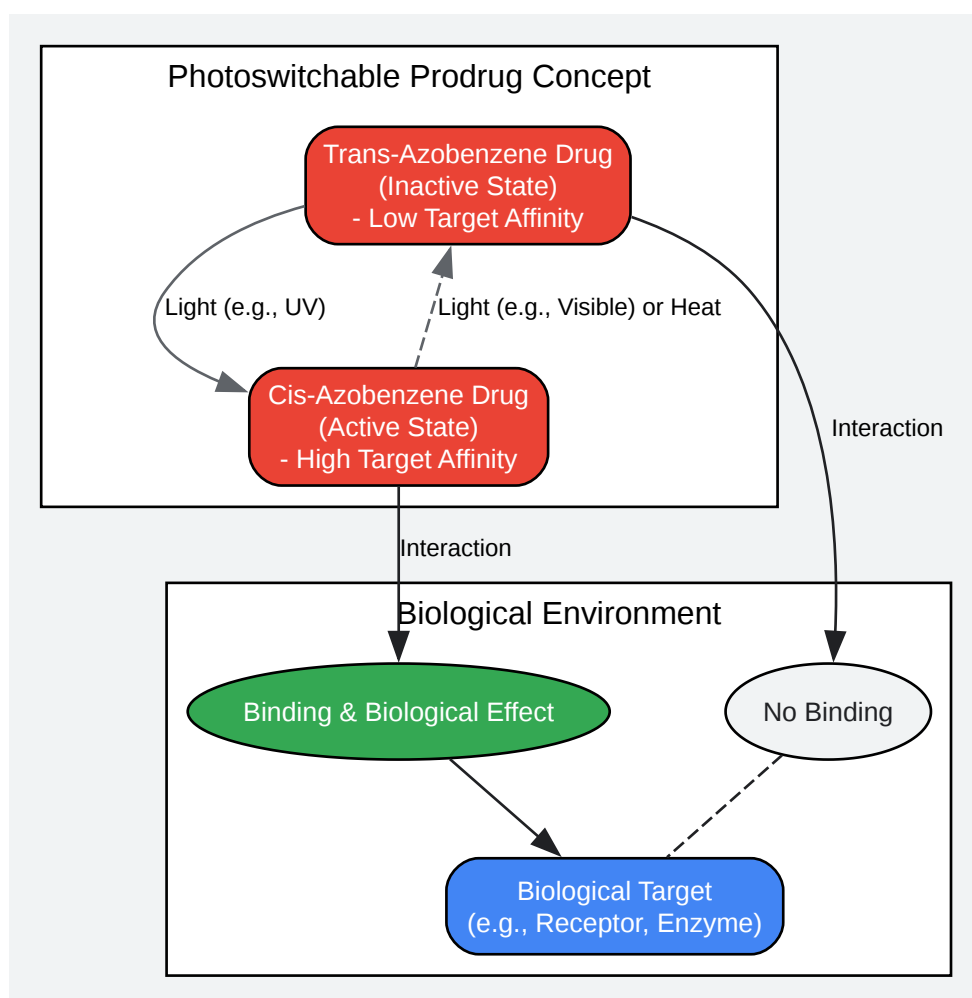 Photoswitchable Prodrug Concept
Trans-Azobenzene Drug
(Inactive State)
- Low Target Affinity
Light (e.g., UV)
Light (e.g., Visible) or Heat
Cis-Azobenzene Drug
(Active State)
- High Target Affinity
Interaction
Interaction
Biological Environment
Binding & Biological Effect
No Binding
Biological Target
(e.g., Receptor, Enzyme)